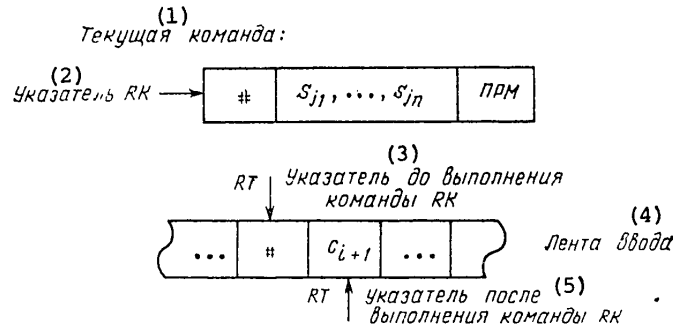 (1)
Текущая команда:
(2)
Указатель RK
# S_{j1}, ..., S_{jn} ПРМ
(3)
RT Указатель до выполнения
команды RK
(4)
... # C_{i+1} ... Лента ввода
RT Указатель после (5)
выполнения команды RK